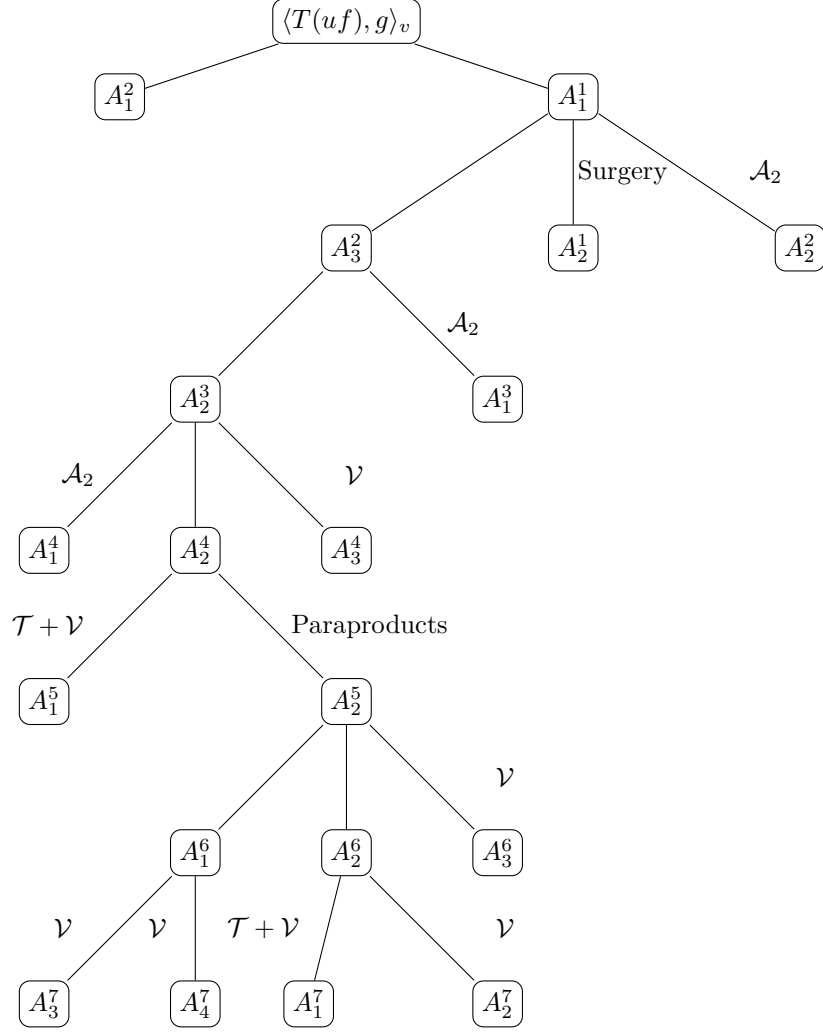 ⟨T(uf), g⟩_v
A_1^2 A_1^1
Surgery 𝒜_2
A_3^2 A_2^1 A_2^2
𝒜_2
A_2^3 A_1^3
𝒜_2 𝒱
A_1^4 A_2^4 A_3^4
𝒯 + 𝒱 Paraproducts
A_1^5 A_2^5
𝒱
A_1^6 A_2^6 A_3^6
𝒱 𝒱 𝒯 + 𝒱 𝒱
A_3^7 A_4^7 A_1^7 A_2^7